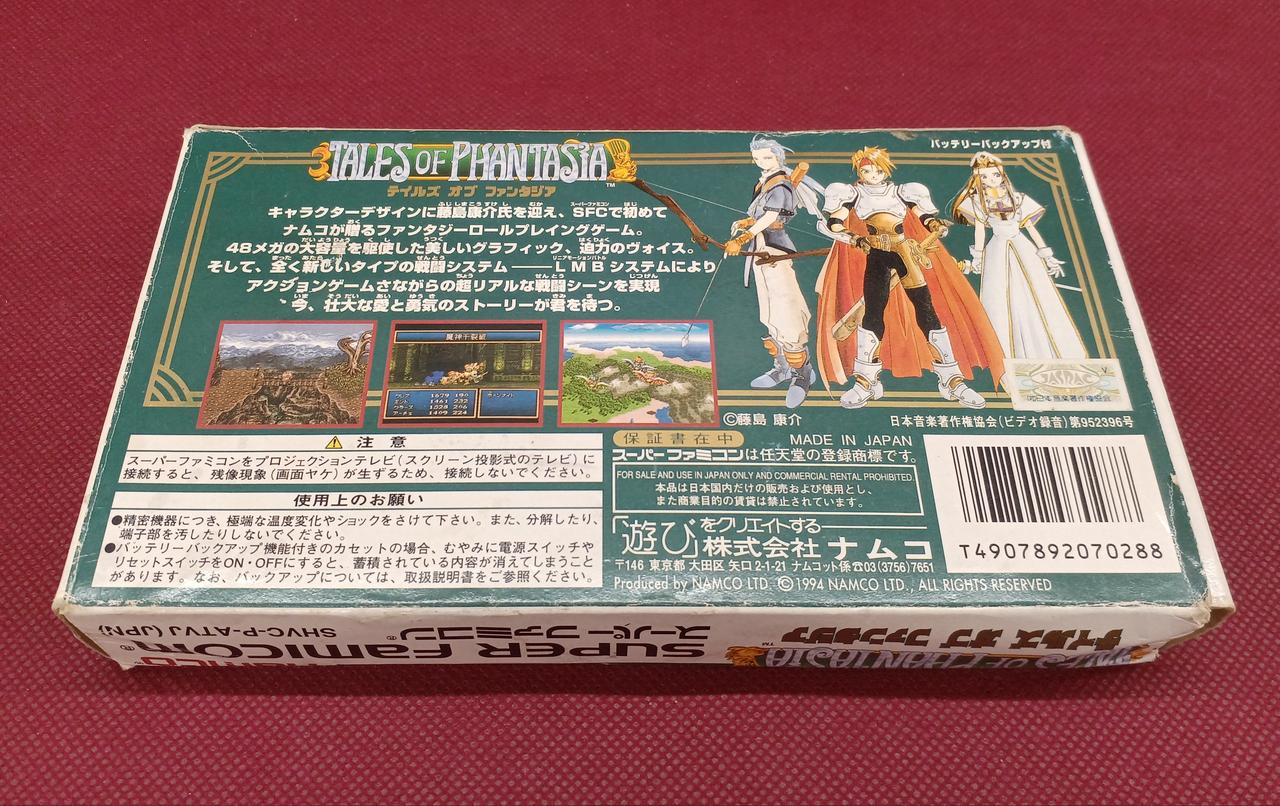 TALES OF PHANTASIA™
テイルズ オブ ファンタジア
バッテリーバックアップ付
キャラクターデザインに藤島康介氏を迎え、SFCで初めて
ナムコが贈るファンタジーロールプレイングゲーム。
48メガの大容量を駆使した美しいグラフィック、迫力のヴォイス。
そして、全く新しいタイプの戦闘システム——LMBシステムにより
アクションゲームさながらの超リアルな戦闘シーンを実現
今、壮大な愛と勇気のストーリーが君を待つ。
魔神千裂破
©藤島 康介
JASRAC
日本音楽著作権協会(ビデオ録音)第952396号
⚠注意
スーパーファミコンをプロジェクションテレビ(スクリーン投影式のテレビ)に
接続すると、残像現象(画面ヤケ)が生ずるため、接続しないでください。
使用上のお願い
●精密機器につき、極端な温度変化やショックをさけて下さい。また、分解したり、
端子部を汚したりしないでください。
●バッテリーバックアップ機能付きのカセットの場合、むやみに電源スイッチや
リセットスイッチをON・OFFにすると、蓄積されている内容が消えてしまうこと
があります。なお、バックアップについては、取扱説明書をご参照ください。
保証書在中
MADE IN JAPAN
スーパーファミコンは任天堂の登録商標です。
FOR SALE AND USE IN JAPAN ONLY AND COMMERCIAL RENTAL PROHIBITED.
本品は日本国内だけの販売および使用とし、
また商業目的の賃貸は禁止されています。
「遊び」をクリエイトする——
株式会社ナムコ
〒146 東京都 大田区 矢口 2-1-21 ナムコット係☎03(3756)7651
Produced by NAMCO LTD. ©1994 NAMCO LTD., ALL RIGHTS RESERVED
T4907892070288
TALES OF PHANTASIA™
テイルズ オブ ファンタジア
スーパーファミコン®
SUPER FAMICOM®
SHVC-P-ATVJ(JPN)
namco